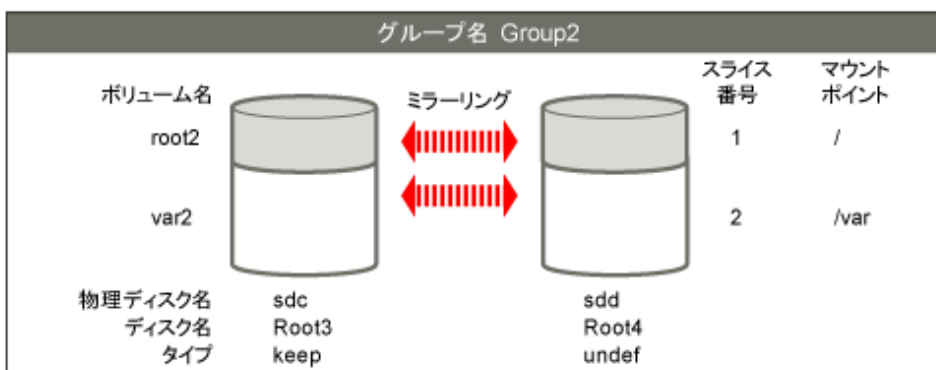 グループ名 Group2
ボリューム名 ミラーリング スライス番号 マウントポイント
root2 1 /
var2 2 /var
物理ディスク名 sdc sdd
ディスク名 Root3 Root4
タイプ keep undef